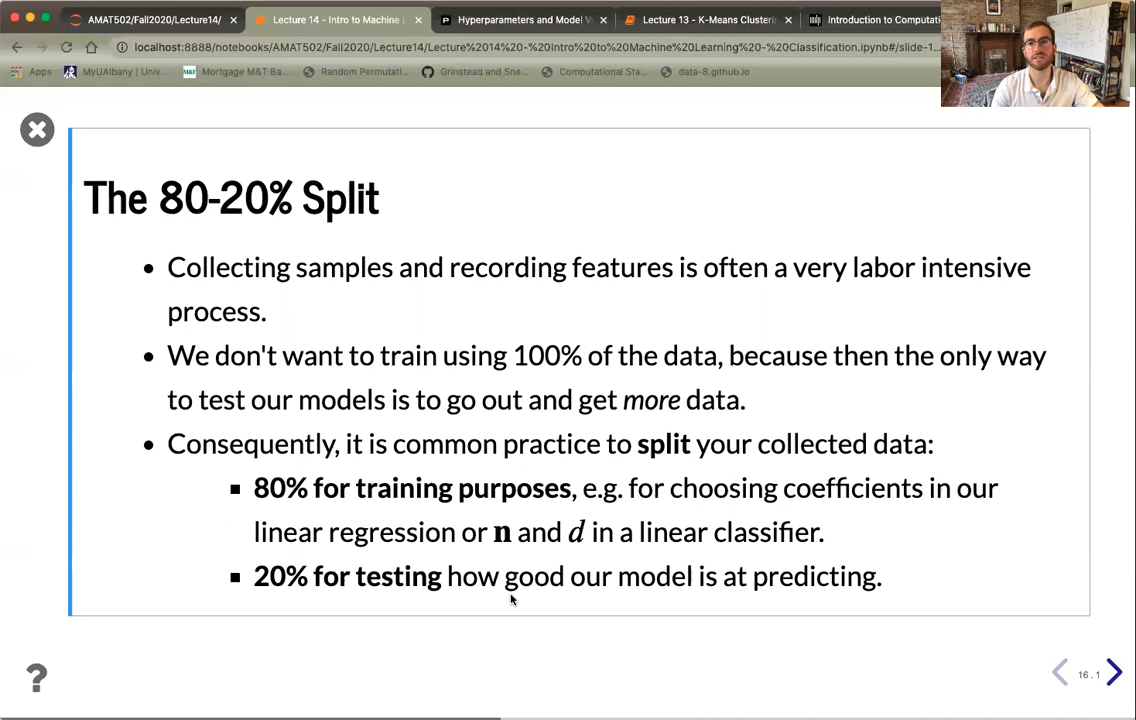 AMAT502/Fall2020/Lecture14/
Lecture 14 - Intro to Machine L
Hyperparameters and Model V
Lecture 13 - K-Means Clusteri
Introduction to Computati
localhost:8888/notebooks/AMAT502/Fall2020/Lecture14/Lecture%2014%20-%20Intro%20to%20Machine%20Learning%20-%20Classification.ipynb#/slide-1...
Apps
MyUAlbany | Univ...
M&T
Mortgage M&T Ba...
Random Permutati...
Grinstead and Sne...
Computational Sta...
data-8.github.io
The 80-20% Split
• Collecting samples and recording features is often a very labor intensive
process.
• We don't want to train using 100% of the data, because then the only way
to test our models is to go out and get more data.
• Consequently, it is common practice to split your collected data:
▪ 80% for training purposes, e.g. for choosing coefficients in our
linear regression or n and d in a linear classifier.
▪ 20% for testing how good our model is at predicting.
?
16.1